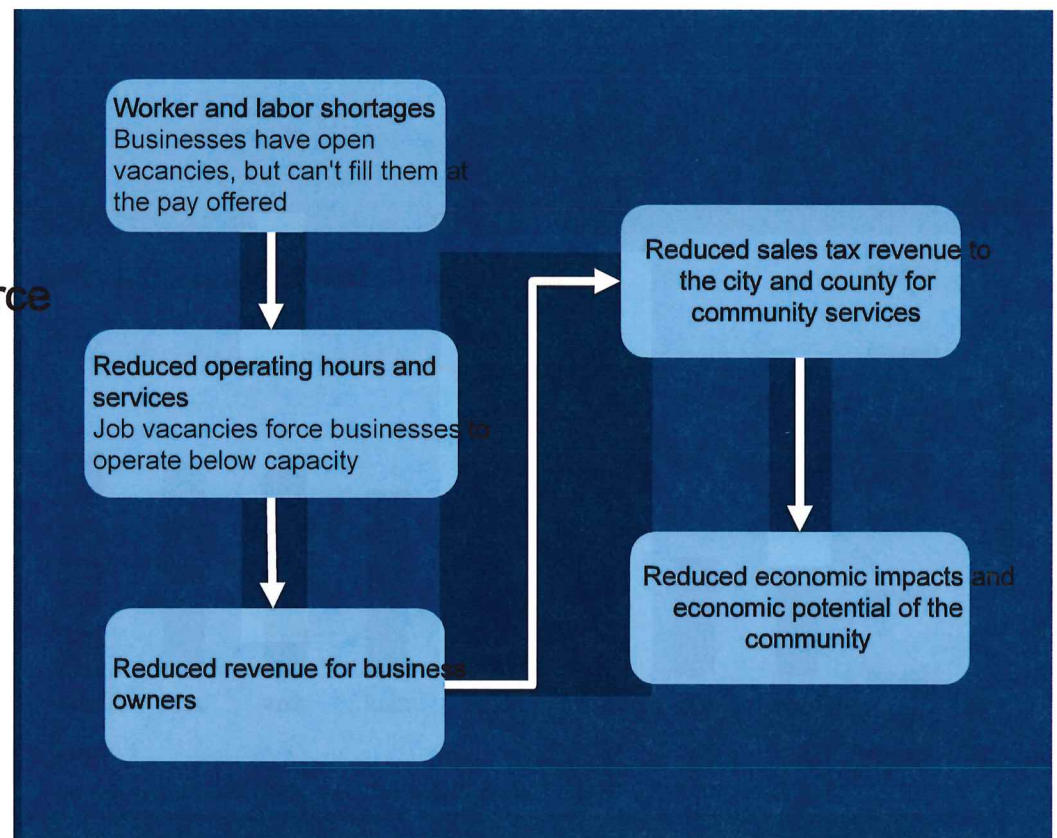 rce
Worker and labor shortages
Businesses have open
vacancies, but can't fill them at
the pay offered
Reduced operating hours and
services
Job vacancies force businesses to
operate below capacity
Reduced revenue for business
owners
Reduced sales tax revenue to
the city and county for
community services
Reduced economic impacts and
economic potential of the
community